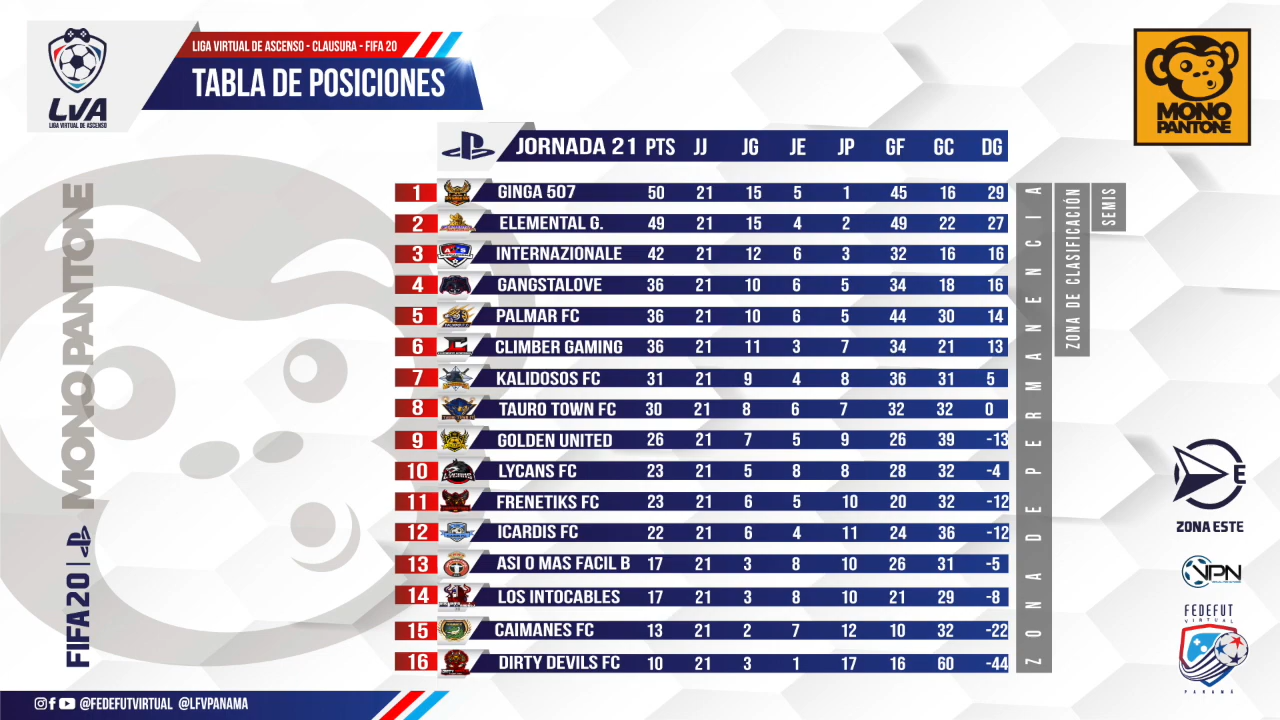 LIGA VIRTUAL DE ASCENSO - CLAUSURA - FIFA 20
TABLA DE POSICIONES
LVA
LIGA VIRTUAL DE ASCENSO
MONO
PANTONE
JORNADA 21 PTS JJ JG JE JP GF GC DG
1 GINGA 507 50 21 15 5 1 45 16 29
2 ELEMENTAL G. 49 21 15 4 2 49 22 27
3 INTERNAZIONALE 42 21 12 6 3 32 16 16
4 GANGSTALOVE 36 21 10 6 5 34 18 16
5 PALMAR FC 36 21 10 6 5 44 30 14
6 CLIMBER GAMING 36 21 11 3 7 34 21 13
7 KALIDOSOS FC 31 21 9 4 8 36 31 5
8 TAURO TOWN FC 30 21 8 6 7 32 32 0
9 GOLDEN UNITED 26 21 7 5 9 26 39 -13
10 LYCANS FC 23 21 5 8 8 28 32 -4
11 FRENETIKS FC 23 21 6 5 10 20 32 -12
12 ICARDIS FC 22 21 6 4 11 24 36 -12
13 ASI O MAS FACIL B 17 21 3 8 10 26 31 -5
14 LOS INTOCABLES 17 21 3 8 10 21 29 -8
15 CAIMANES FC 13 21 2 7 12 10 32 -22
16 DIRTY DEVILS FC 10 21 3 1 17 16 60 -44
ZONA DE PERMANENCIA
ZONA DE CLASIFICACIÓN
SEMIS
FIFA20 | MONO PANTONE
E
ZONA ESTE
VPN
FEDEFUT
VIRTUAL
PANAMÁ
@FEDEFUTVIRTUAL @LFVPANAMA